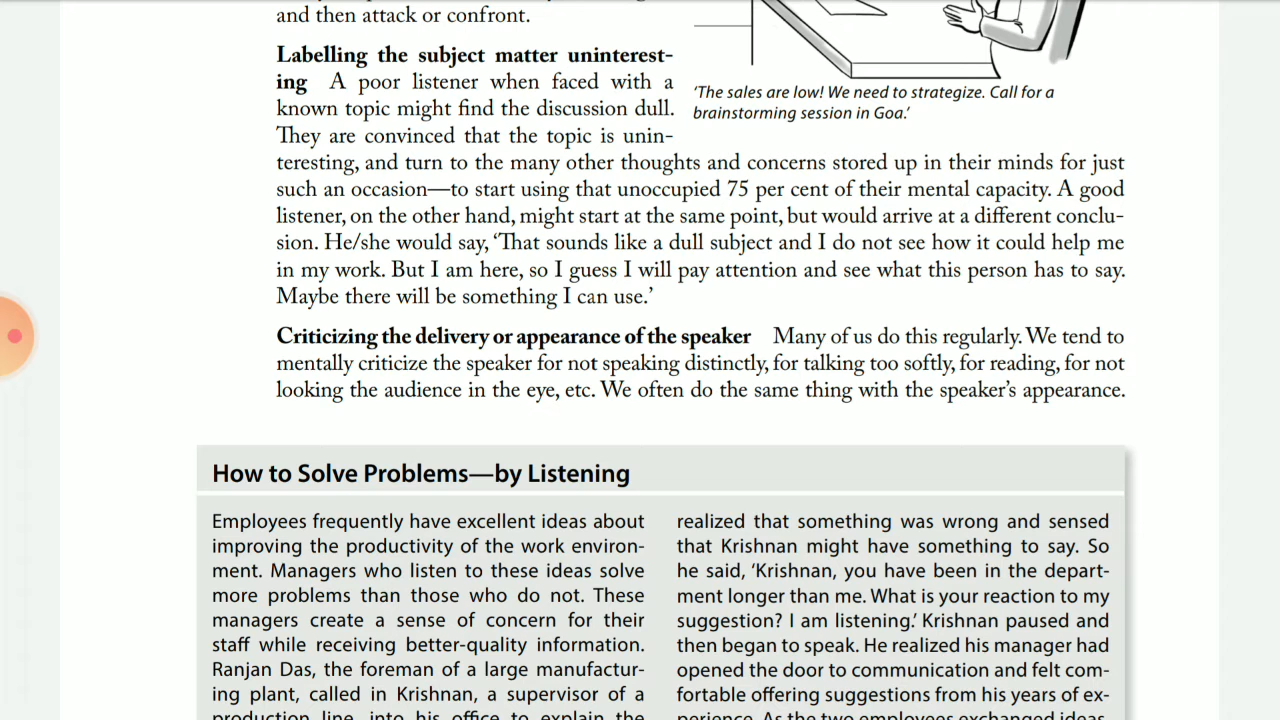 and then attack or confront.
Labelling the subject matter uninterest-
ing A poor listener when faced with a
known topic might find the discussion dull.
They are convinced that the topic is unin-
'The sales are low! We need to strategize. Call for a
brainstorming session in Goa.'
teresting, and turn to the many other thoughts and concerns stored up in their minds for just
such an occasion—to start using that unoccupied 75 per cent of their mental capacity. A good
listener, on the other hand, might start at the same point, but would arrive at a different conclu-
sion. He/she would say, 'That sounds like a dull subject and I do not see how it could help me
in my work. But I am here, so I guess I will pay attention and see what this person has to say.
Maybe there will be something I can use.'
Criticizing the delivery or appearance of the speaker Many of us do this regularly. We tend to
mentally criticize the speaker for not speaking distinctly, for talking too softly, for reading, for not
looking the audience in the eye, etc. We often do the same thing with the speaker's appearance.
How to Solve Problems—by Listening
Employees frequently have excellent ideas about
improving the productivity of the work environ-
ment. Managers who listen to these ideas solve
more problems than those who do not. These
managers create a sense of concern for their
staff while receiving better-quality information.
Ranjan Das, the foreman of a large manufactur-
ing plant, called in Krishnan, a supervisor of a
production line, into his office to explain the
realized that something was wrong and sensed
that Krishnan might have something to say. So
he said, 'Krishnan, you have been in the depart-
ment longer than me. What is your reaction to my
suggestion? I am listening.' Krishnan paused and
then began to speak. He realized his manager had
opened the door to communication and felt com-
fortable offering suggestions from his years of ex-
perience. As the two employees exchanged ideas,